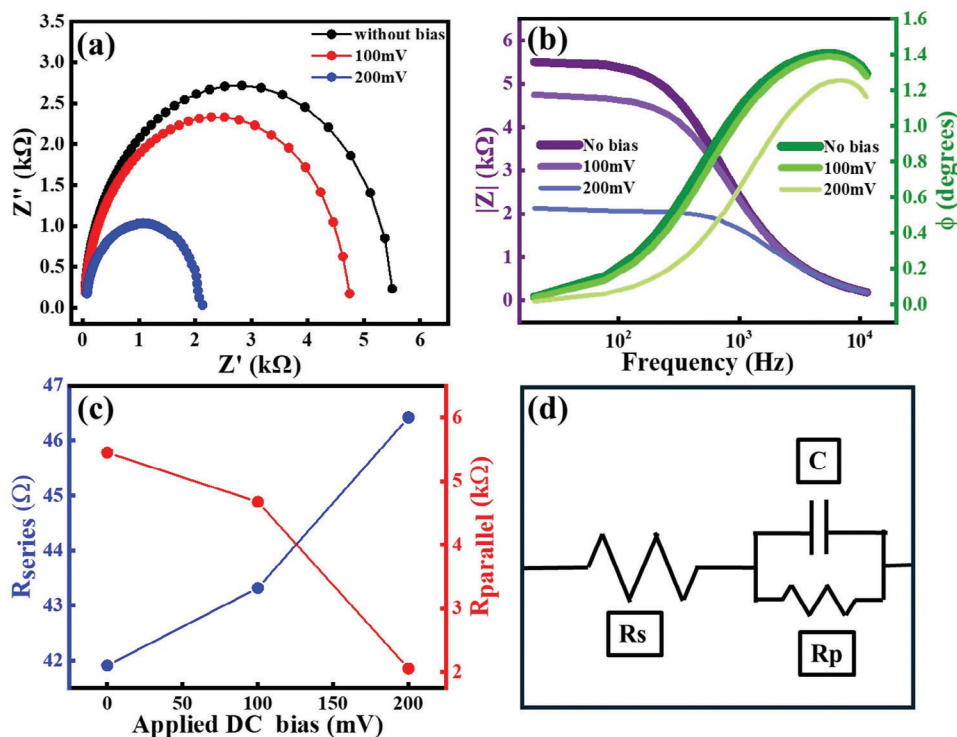 (a)
without bias
100mV
200mV
3.5
3.0
2.5
2.0
1.5
1.0
0.5
0.0
Z'' (kΩ)
0 1 2 3 4 5 6
Z' (kΩ)
(b)
6
5
4
3
2
1
0
|Z| (kΩ)
No bias
100mV
200mV
No bias
100mV
200mV
1.6
1.4
1.2
1.0
0.8
0.6
0.4
0.2
0.0
ϕ (degrees)
10² 10³ 10⁴
Frequency (Hz)
(c)
47
46
45
44
43
42
Rseries (Ω)
6
5
4
3
2
Rparallel (kΩ)
0 50 100 150 200
Applied DC bias (mV)
(d)
C
Rs
Rp